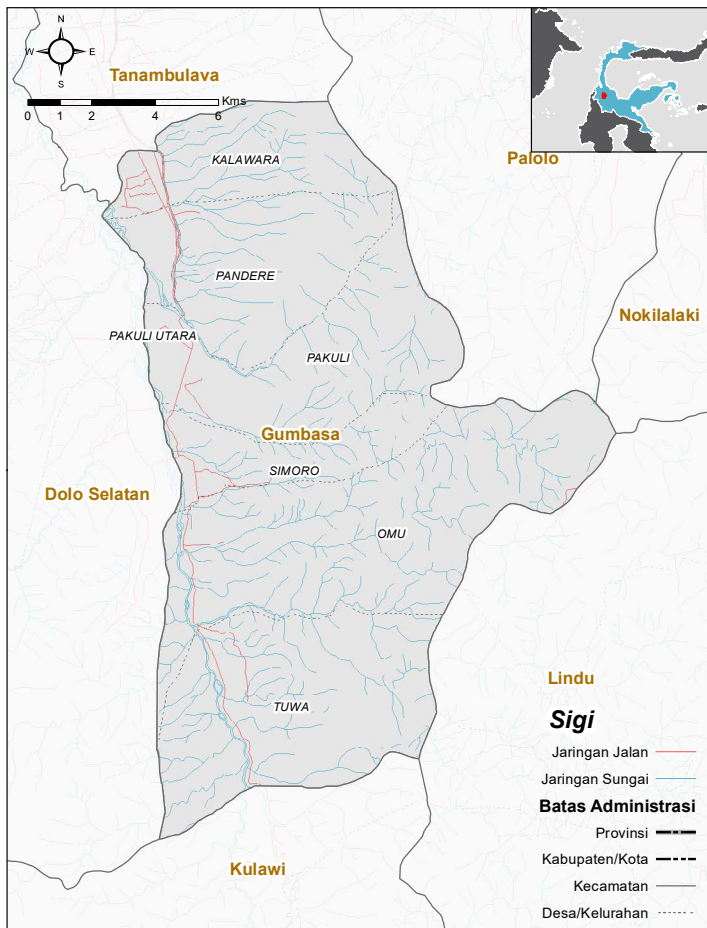 N
W E
S
Tanambulava
Kms
0 1 2 4 6
KALAWARA
Palolo
PANDERE
Nokilalaki
PAKULI UTARA
PAKULI
Gumbasa
SIMORO
Dolo Selatan
OMU
Lindu
TUWA
Sigi
Jaringan Jalan
Jaringan Sungai
Batas Administrasi
Provinsi
Kabupaten/Kota
Kecamatan
Desa/Kelurahan
Kulawi